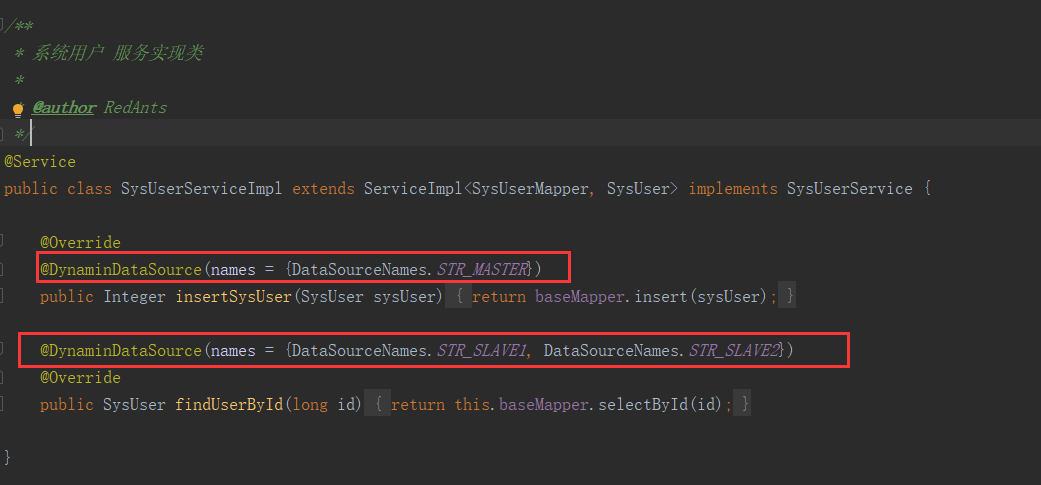 /**
 * 系统用户 服务实现类
 *
 @author RedAnts
 */
@Service
public class SysUserServiceImpl extends ServiceImpl<SysUserMapper, SysUser> implements SysUserService {
    @Override
    @DynaminDataSource(names = {DataSourceNames.STR_MASTER})
    public Integer insertSysUser(SysUser sysUser) { return baseMapper.insert(sysUser); }
    @DynaminDataSource(names = {DataSourceNames.STR_SLAVE1, DataSourceNames.STR_SLAVE2})
    @Override
    public SysUser findUserById(long id) { return this.baseMapper.selectById(id); }
}